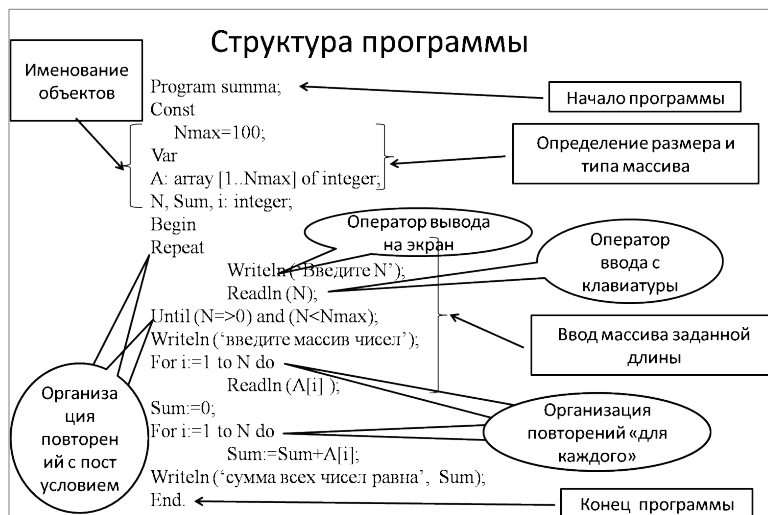 Структура программы
Именование
объектов
Program summa;
Начало программы
Const
Nmax=100;
Определение размера и
типа массива
Var
A: array [1..Nmax] of integer;
N, Sum, i: integer;
Begin
Repeat
Оператор вывода
на экран
Оператор
ввода с
клавиатуры
Writeln ('Введите N');
Readln (N);
Until (N=>0) and (N<Nmax);
Ввод массива заданной
длины
Writeln ('введите массив чисел');
For i:=1 to N do
Readln (A[i] );
Организа
ция
повторен
ий с пост
условием
Sum:=0;
Организация
повторений «для
каждого»
For i:=1 to N do
Sum:=Sum+A[i];
Writeln ('сумма всех чисел равна', Sum);
End.
Конец программы